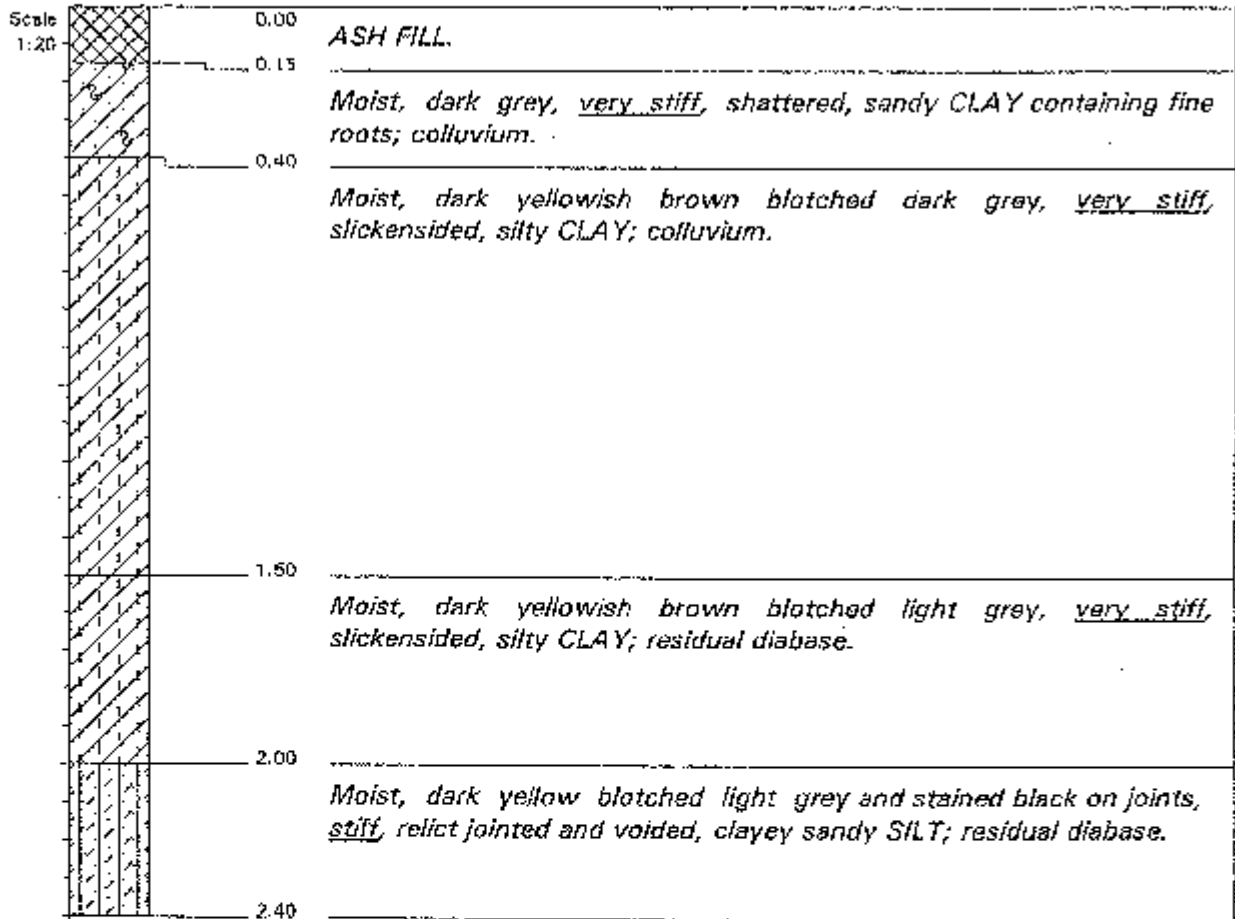 Scale
1:20
0.00
ASH FILL.
0.15
Moist, dark grey, very stiff, shattered, sandy CLAY containing fine
roots; colluvium.
0.40
Moist, dark yellowish brown blotched dark grey, very stiff,
slickensided, silty CLAY; colluvium.
1.50
Moist, dark yellowish brown blotched light grey, very stiff,
slickensided, silty CLAY; residual diabase.
2.00
Moist, dark yellow blotched light grey and stained black on joints,
stiff, relict jointed and voided, clayey sandy SILT; residual diabase.
2.40